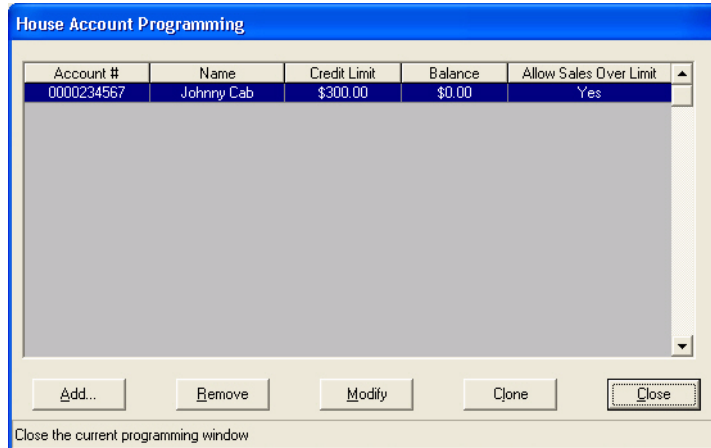 House Account Programming
Account # Name Credit Limit Balance Allow Sales Over Limit
0000234567 Johnny Cab $300.00 $0.00 Yes
Add... Remove Modify Clone Close
Close the current programming window